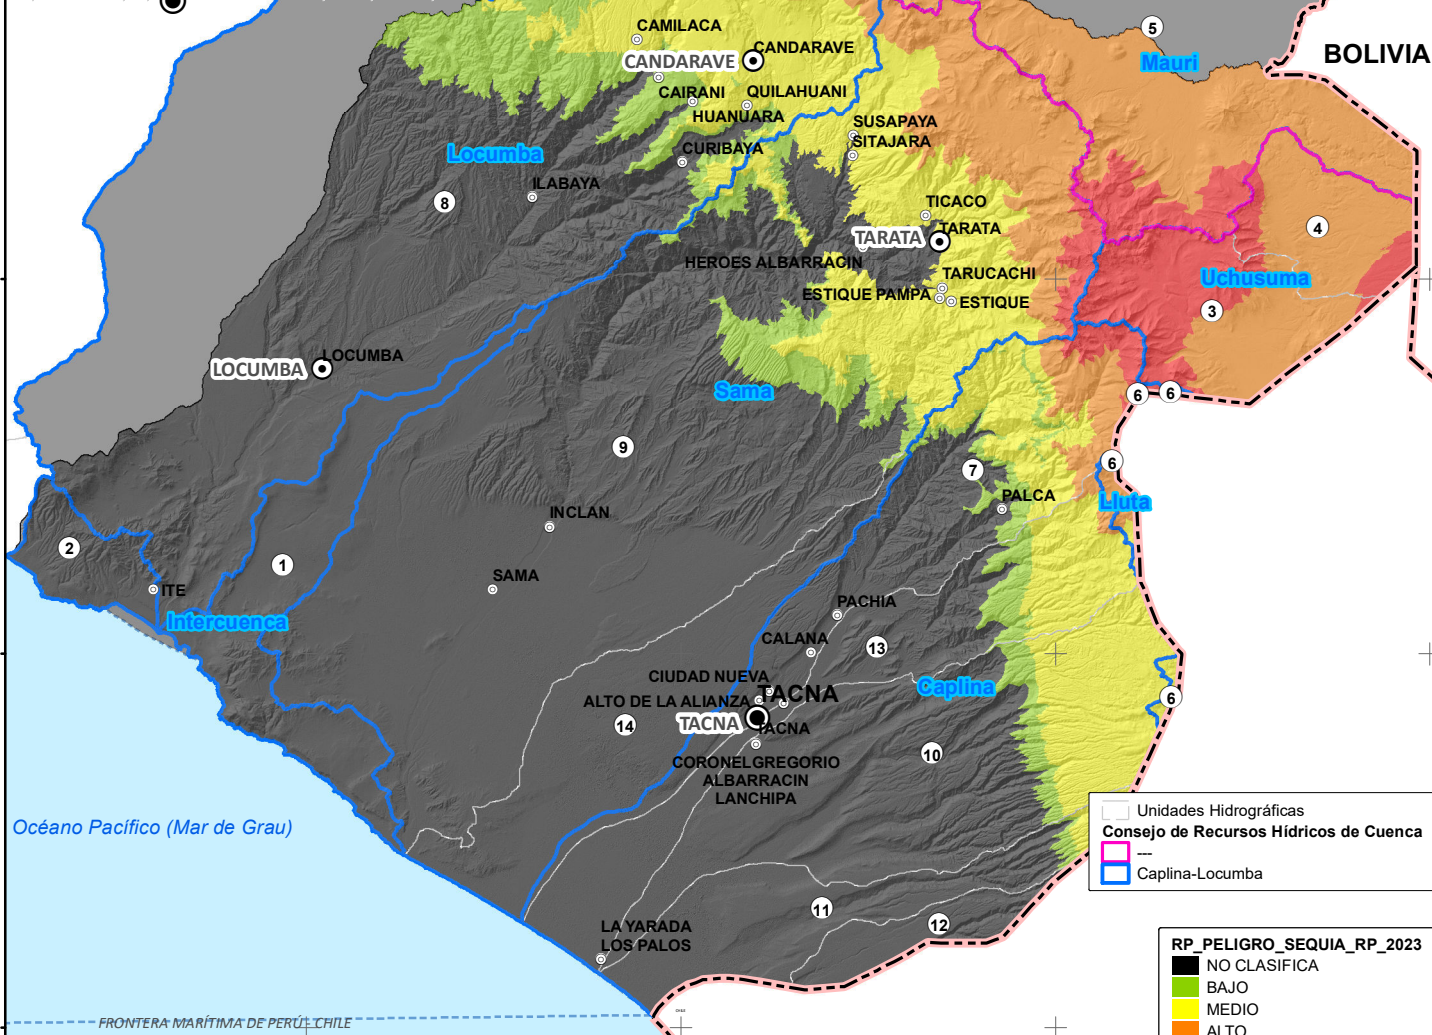 CAMILACA
CANDARAVE
CANDARAVE
5
BOLIVIA
Mauri
CAIRANI
QUILAHUANI
HUANUARA
SUSAPAYA
SITAJARA
Locumba
CURIBAYA
ILABAYA
8
TICACO
TARATA
TARATA
4
HEROES ALBARRACIN
TARUCACHI
ESTIQUE PAMPA
ESTIQUE
Uchusuma
3
LOCUMBA
LOCUMBA
Sama
6
6
9
7
6
PALCA
Lluta
INCLAN
2
1
ITE
SAMA
Intercuenca
PACHIA
CALANA
13
CIUDAD NUEVA
TACNA
ALTO DE LA ALIANZA
Caplina
6
14
TACNA
TACNA
10
CORONELGREGORIO
ALBARRACIN
LANCHIPA
Océano Pacífico (Mar de Grau)
11
12
LA YARADA
LOS PALOS
FRONTERA MARÍTIMA DE PERÚ - CHILE
Unidades Hidrográficas
Consejo de Recursos Hídricos de Cuenca
---
Caplina-Locumba
RP_PELIGRO_SEQUIA_RP_2023
NO CLASIFICA
BAJO
MEDIO
ALTO